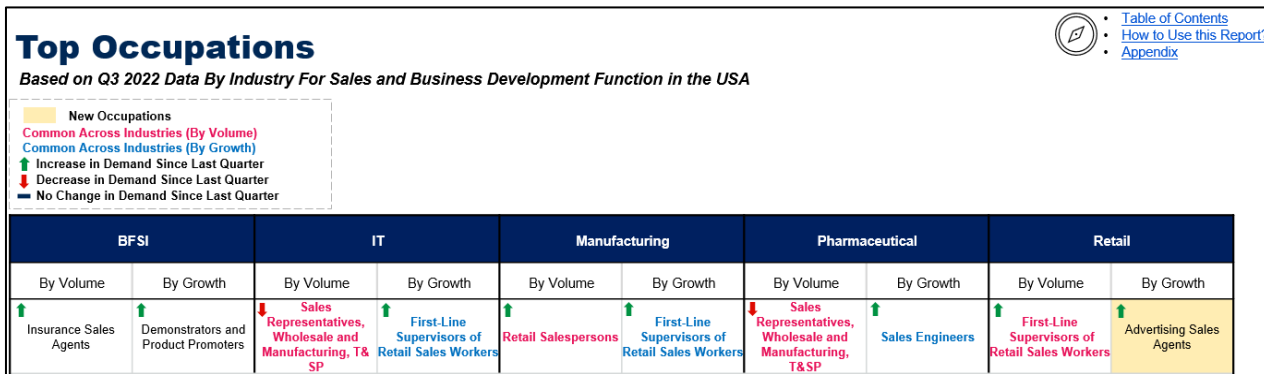 Table of Contents
How to Use this Report?
Appendix
Top Occupations
Based on Q3 2022 Data By Industry For Sales and Business Development Function in the USA
New Occupations
Common Across Industries (By Volume)
Common Across Industries (By Growth)
Increase in Demand Since Last Quarter
Decrease in Demand Since Last Quarter
No Change in Demand Since Last Quarter
BFSI
IT
Manufacturing
Pharmaceutical
Retail
By Volume
By Growth
By Volume
By Growth
By Volume
By Growth
By Volume
By Growth
By Volume
By Growth
Insurance Sales
Agents
Demonstrators and
Product Promoters
Sales
Representatives,
Wholesale and
Manufacturing, T&
SP
First-Line
Supervisors of
Retail Sales Workers
Retail Salespersons
First-Line
Supervisors of
Retail Sales Workers
Sales
Representatives,
Wholesale and
Manufacturing,
T&SP
Sales Engineers
First-Line
Supervisors of
Retail Sales Workers
Advertising Sales
Agents